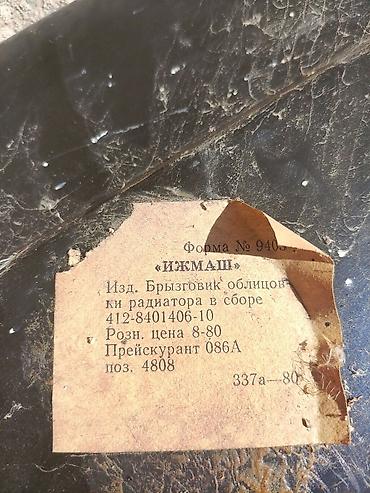 Форма № 9403
«ИЖМАШ»
Изд. Брызговик облицов-
ки радиатора в сборе
412-8401406-10
Розн. цена 8-80
Прейскурант 086А
поз. 4808
337а—80